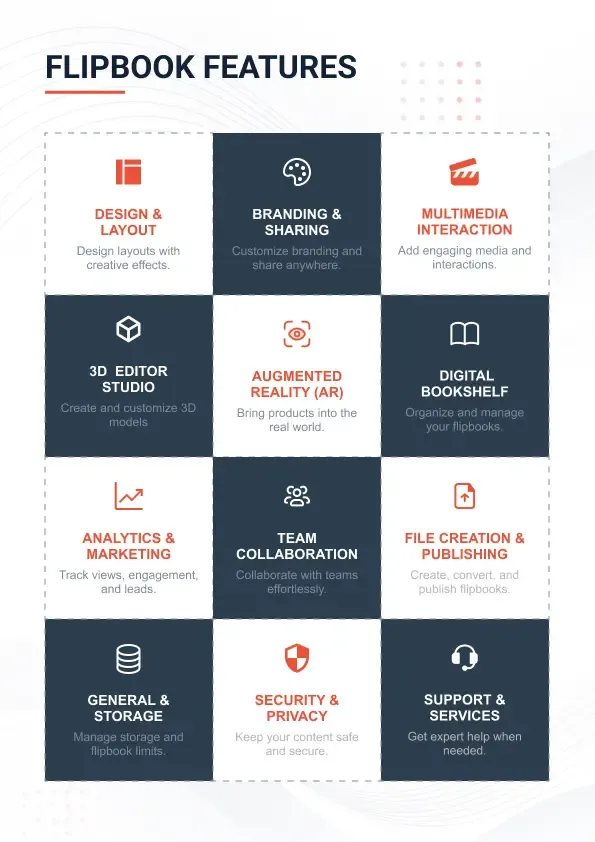 FLIPBOOK FEATURES
DESIGN &
LAYOUT
Design layouts with
creative effects.
BRANDING &
SHARING
Customize branding and
share anywhere.
MULTIMEDIA
INTERACTION
Add engaging media and
interactions.
3D  EDITOR
STUDIO
Create and customize 3D
models
AUGMENTED
REALITY (AR)
Bring products into the
real world.
DIGITAL
BOOKSHELF
Organize and manage
your flipbooks.
ANALYTICS &
MARKETING
Track views, engagement,
and leads.
TEAM
COLLABORATION
Collaborate with teams
effortlessly.
FILE CREATION &
PUBLISHING
Create, convert, and
publish flipbooks.
GENERAL &
STORAGE
Manage storage and
flipbook limits.
SECURITY &
PRIVACY
Keep your content safe
and secure.
SUPPORT &
SERVICES
Get expert help when
needed.